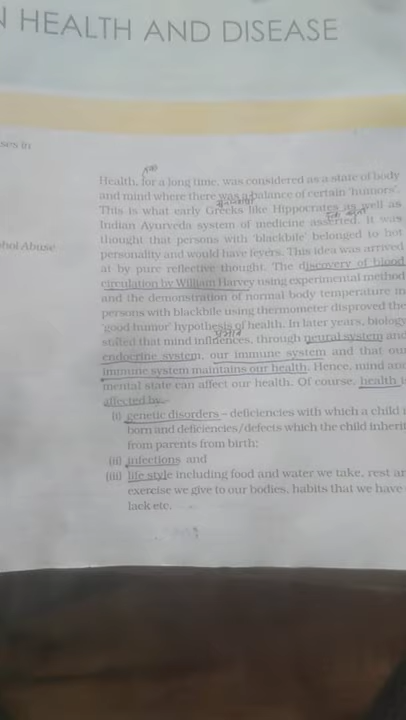 N HEALTH AND DISEASE
ses in
hol Abuse
Health, for a long time, was considered as a state of body
and mind where there was a balance of certain 'humors'.
This is what early Greeks like Hippocrates as well as
Indian Ayurveda system of medicine asserted. It was
thought that persons with 'blackbile' belonged to hot
personality and would have fevers. This idea was arrived
at by pure reflective thought. The discovery of blood
circulation by William Harvey using experimental method
and the demonstration of normal body temperature in
persons with blackbile using thermometer disproved the
'good humor' hypothesis of health. In later years, biology
प्रभाव
stated that mind influences, through neural system and
endocrine system, our immune system and that our
immune system maintains our health. Hence, mind and
mental state can affect our health. Of course, health i
affected by –
(i) genetic disorders – deficiencies with which a child i
born and deficiencies/defects which the child inherit
from parents from birth;
(ii) infections and
(iii) life style including food and water we take, rest an
exercise we give to our bodies, habits that we have
lack etc.